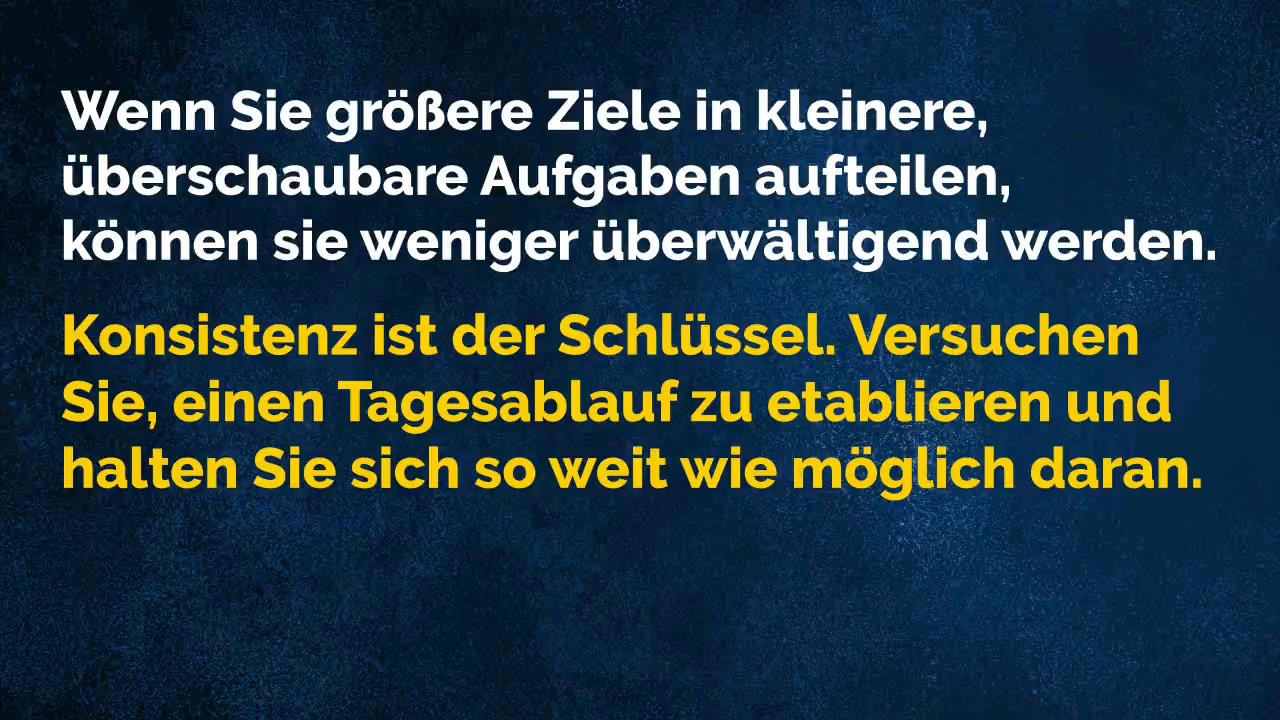 Wenn Sie größere Ziele in kleinere,
überschaubare Aufgaben aufteilen,
können sie weniger überwältigend werden.
Konsistenz ist der Schlüssel. Versuchen
Sie, einen Tagesablauf zu etablieren und
halten Sie sich so weit wie möglich daran.